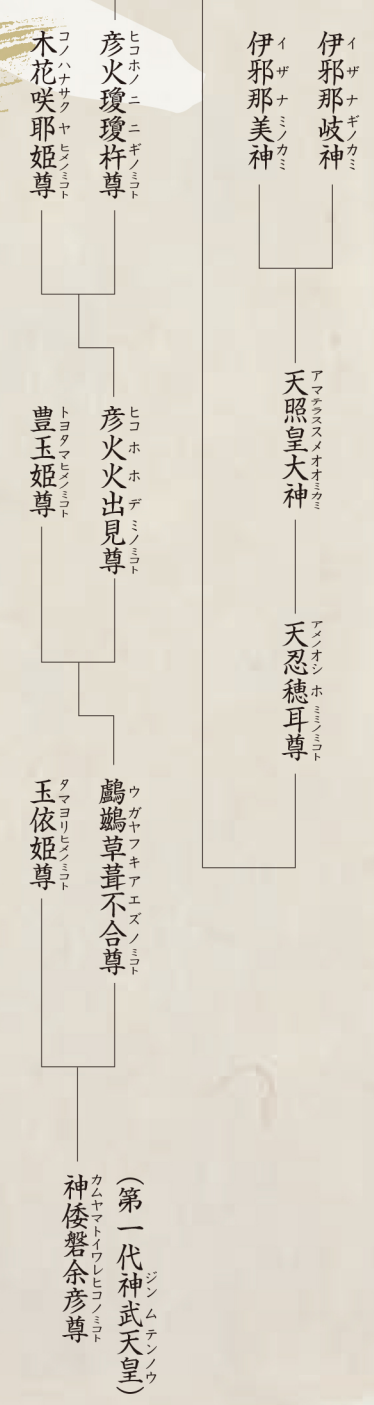 伊邪那岐神
イザナギノカミ
伊邪那美神
イザナミノカミ
天照皇大神
アマテラススメオオミカミ
天忍穂耳尊
アメノオシホミミノミコト
彦火瓊瓊杵尊
ヒコホノニニギノミコト
木花咲耶姫尊
コノハナサクヤヒメノミコト
彦火火出見尊
ヒコホホデミノミコト
豊玉姫尊
トヨタマヒメノミコト
鸕鷀草葺不合尊
ウガヤフキアエズノミコト
玉依姫尊
タマヨリヒメノミコト
(第一代神武天皇)
ジンムテンノウ
神倭磐余彦尊
カムヤマトイワレヒコノミコト